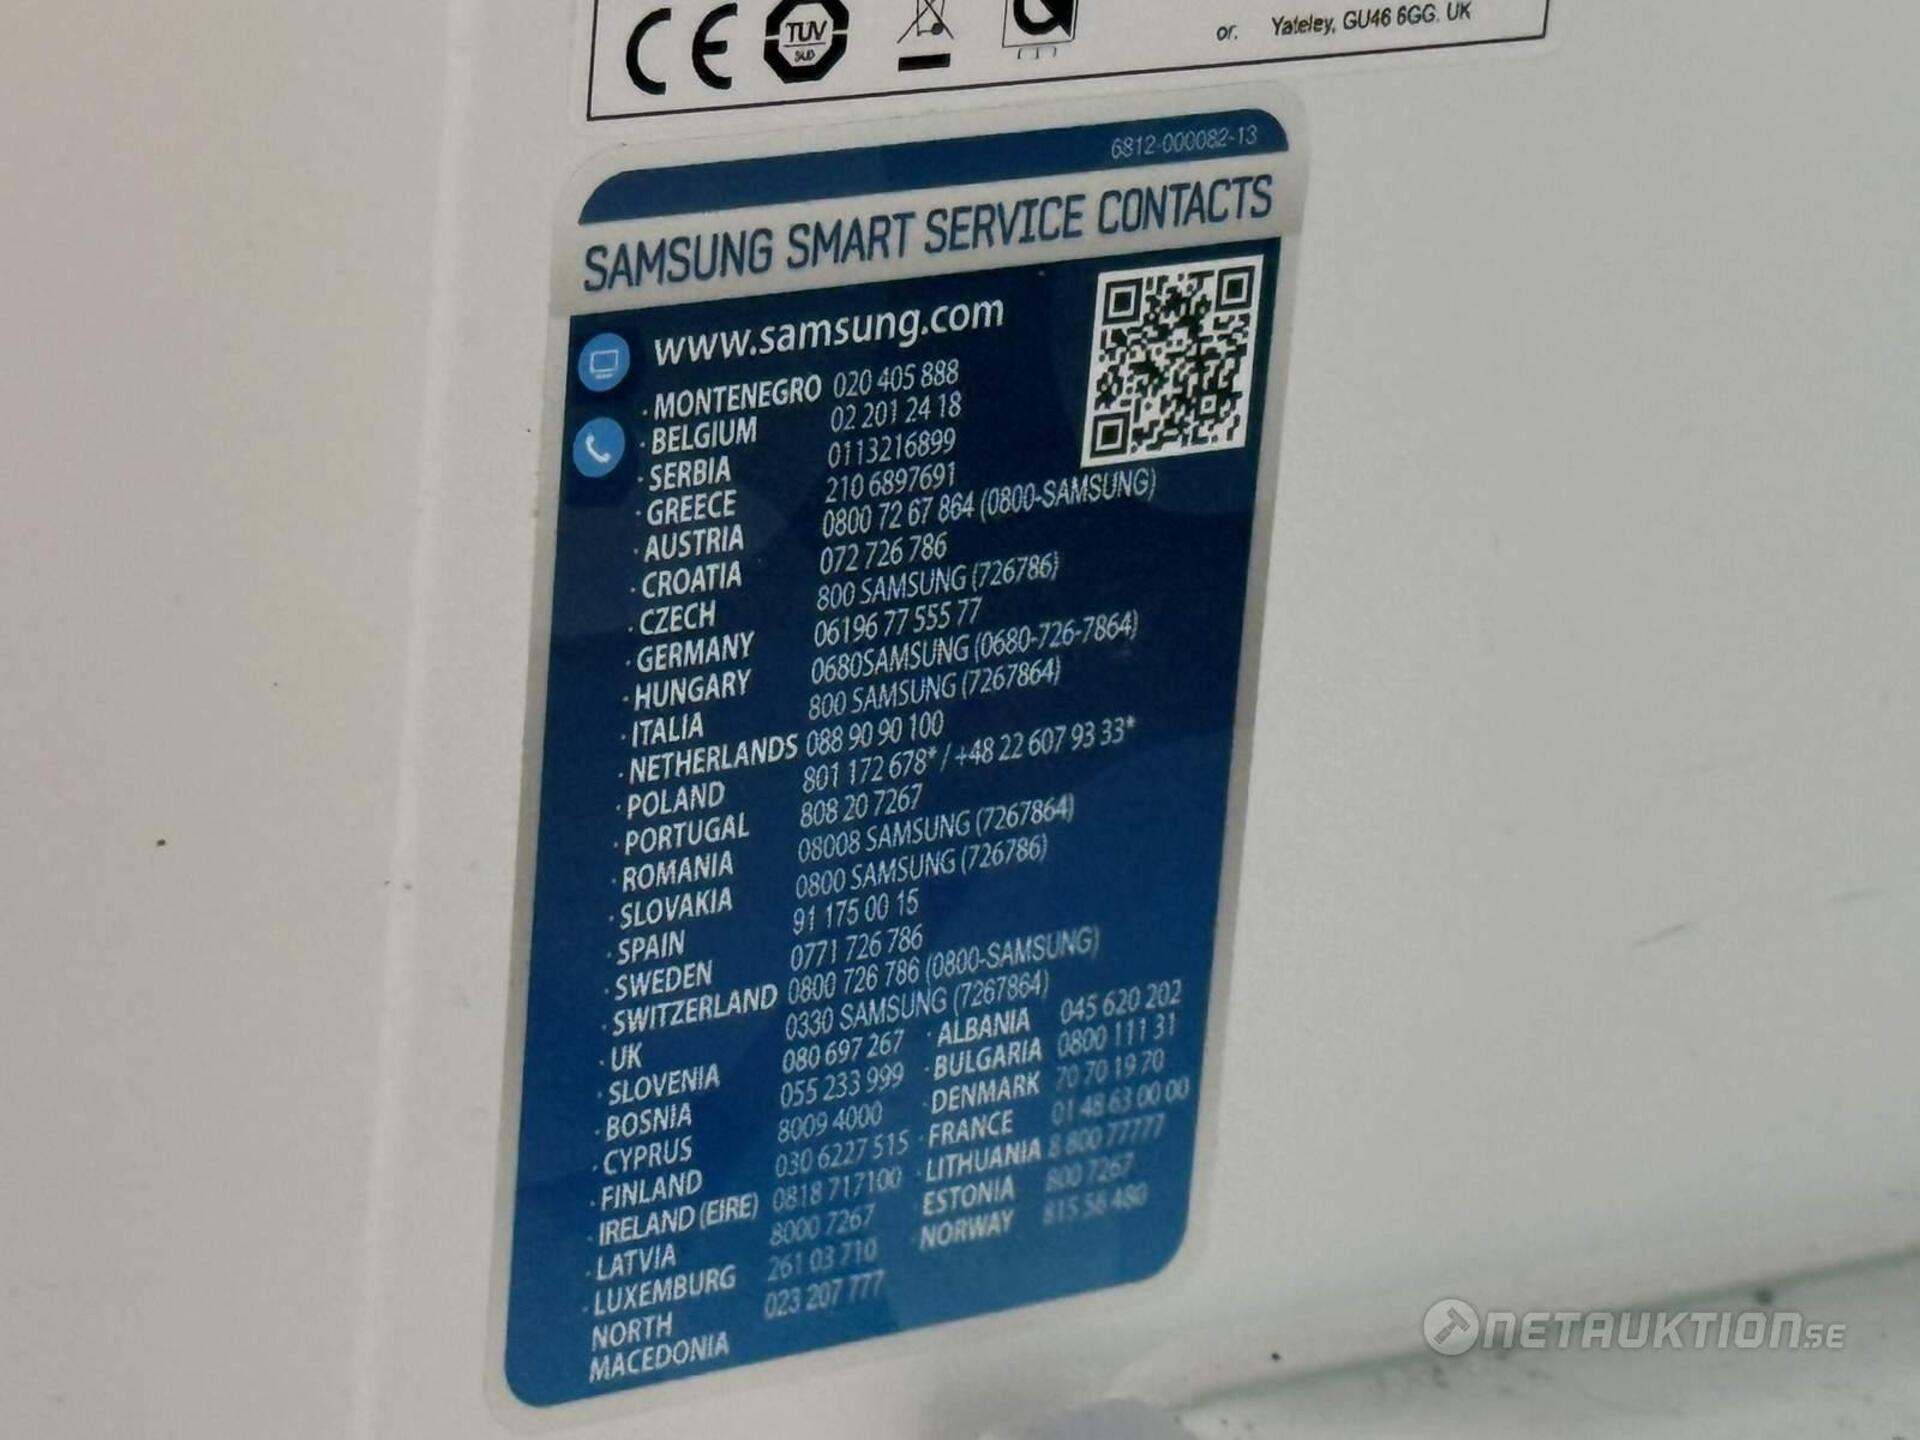 CE
TÜV
SÜD
or. Yateley, GU46 6GG. UK
6812-000082-13
SAMSUNG SMART SERVICE CONTACTS
www.samsung.com
· MONTENEGRO 020 405 888
· BELGIUM 02 201 24 18
· SERBIA 0113216899
· GREECE 210 6897691
· AUSTRIA 0800 72 67 864 (0800-SAMSUNG)
· CROATIA 072 726 786
· CZECH 800 SAMSUNG (726786)
· GERMANY 06196 77 555 77
· HUNGARY 0680SAMSUNG (0680-726-7864)
· ITALIA 800 SAMSUNG (7267864)
· NETHERLANDS 088 90 90 100
· POLAND 801 172 678* / +48 22 607 93 33*
· PORTUGAL 808 20 7267
· ROMANIA 08008 SAMSUNG (7267864)
· SLOVAKIA 0800 SAMSUNG (726786)
· SPAIN 91 175 00 15
· SWEDEN 0771 726 786
· SWITZERLAND 0800 726 786 (0800-SAMSUNG)
· UK 0330 SAMSUNG (7267864)
· SLOVENIA 080 697 267 · ALBANIA 045 620 202
· BOSNIA 055 233 999 · BULGARIA 0800 111 31
· CYPRUS 8009 4000 · DENMARK 70 70 19 70
· FINLAND 030 6227 515 · FRANCE 01 48 63 00 00
· IRELAND (EIRE) 0818 717100 · LITHUANIA 8 800 77777
· LATVIA 8000 7267 · ESTONIA 800 7267
· LUXEMBURG 261 03 710 · NORWAY 815 56 480
NORTH 023 207 777
MACEDONIA
NETAUKTION.SE